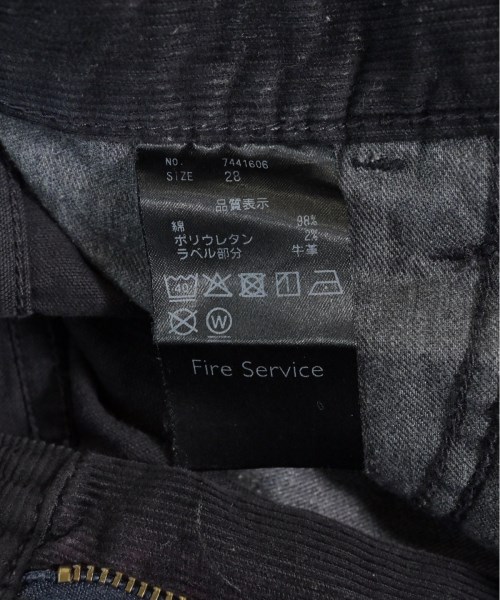 NO. 7441606
SIZE 28
品質表示
綿 98%
ポリウレタン 2%
ラベル部分 牛革
40
W
Fire Service